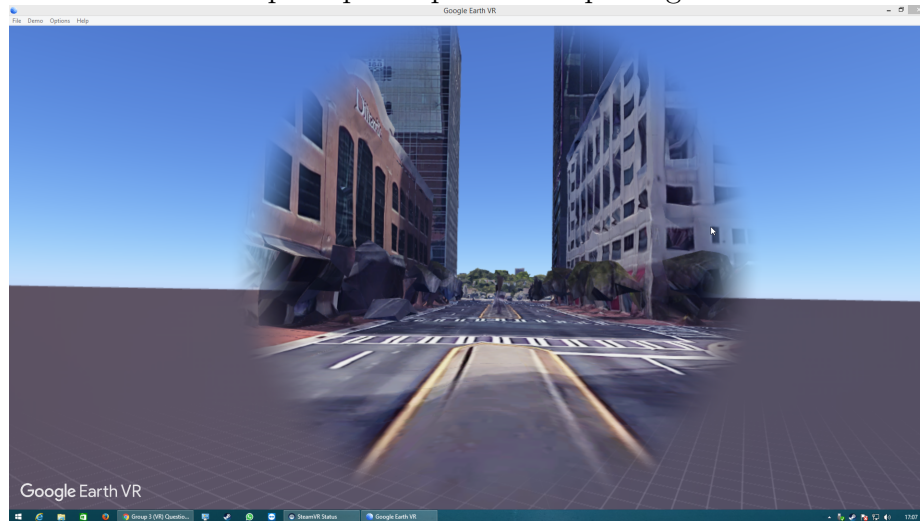 Google Earth VR
File Demo Options Help
Google Earth VR
Group 3 (VR) Questio...
SteamVR Status
Google Earth VR
17:07